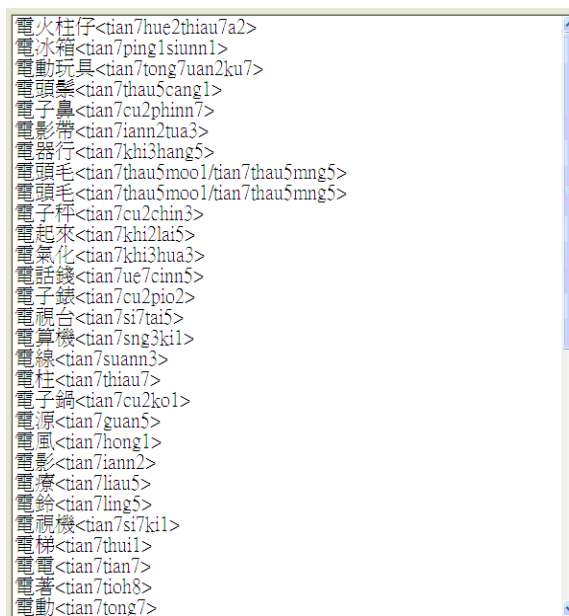 電火柱仔<tian7hue2thiau7a2>
電冰箱<tian7ping1siunn1>
電動玩具<tian7tong7uan2ku7>
電頭鬃<tian7thau5cang1>
電子鼻<tian7cu2phinn7>
電影帶<tian7iann2tua3>
電器行<tian7khi3hang5>
電頭毛<tian7thau5moo1/tian7thau5mng5>
電頭毛<tian7thau5moo1/tian7thau5mng5>
電子秤<tian7cu2chin3>
電起來<tian7khi2lai5>
電氣化<tian7khi3hua3>
電話錢<tian7ue7cinn5>
電子錶<tian7cu2pio2>
電視台<tian7si7tai5>
電算機<tian7sng3ki1>
電線<tian7suann3>
電柱<tian7thiau7>
電子鍋<tian7cu2ko1>
電源<tian7guan5>
電風<tian7hong1>
電影<tian7iann2>
電療<tian7liau5>
電鈴<tian7ling5>
電視機<tian7si7ki1>
電梯<tian7thui1>
電電<tian7tian7>
電著<tian7tioh8>
電動<tian7tong7>